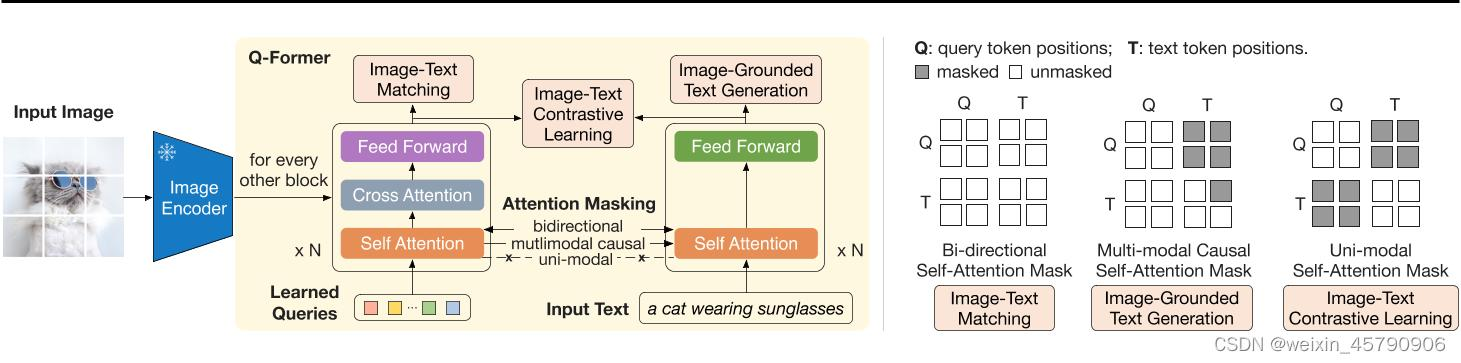 Q-Former
Image-Text
Matching
Image-Text
Contrastive
Learning
Image-Grounded
Text Generation
Input Image
Image
Encoder
for every
other block
Feed Forward
Cross Attention
Self Attention
x N
Attention Masking
bidirectional
mutlimodal causal
uni-modal
x
x
Feed Forward
Self Attention
x N
Learned
Queries
...
Input Text
a cat wearing sunglasses
Q: query token positions; T: text token positions.
masked unmasked
Q T
Q
T
Bi-directional
Self-Attention Mask
Image-Text
Matching
Q T
Q
T
Multi-modal Causal
Self-Attention Mask
Image-Grounded
Text Generation
Q T
Q
T
Uni-modal
Self-Attention Mask
Image-Text
Contrastive Learning
CSDN @weixin_45790906